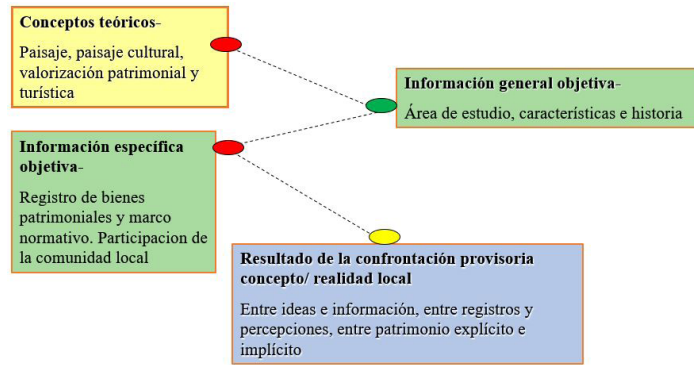 Conceptos teóricos-
Paisaje, paisaje cultural,
valorización patrimonial y
turística
Información general objetiva-
Área de estudio, características e historia
Información específica
objetiva-
Registro de bienes
patrimoniales y marco
normativo. Participacion de
la comunidad local
Resultado de la confrontación provisoria
concepto/ realidad local
Entre ideas e información, entre registros y
percepciones, entre patrimonio explícito e
implícito